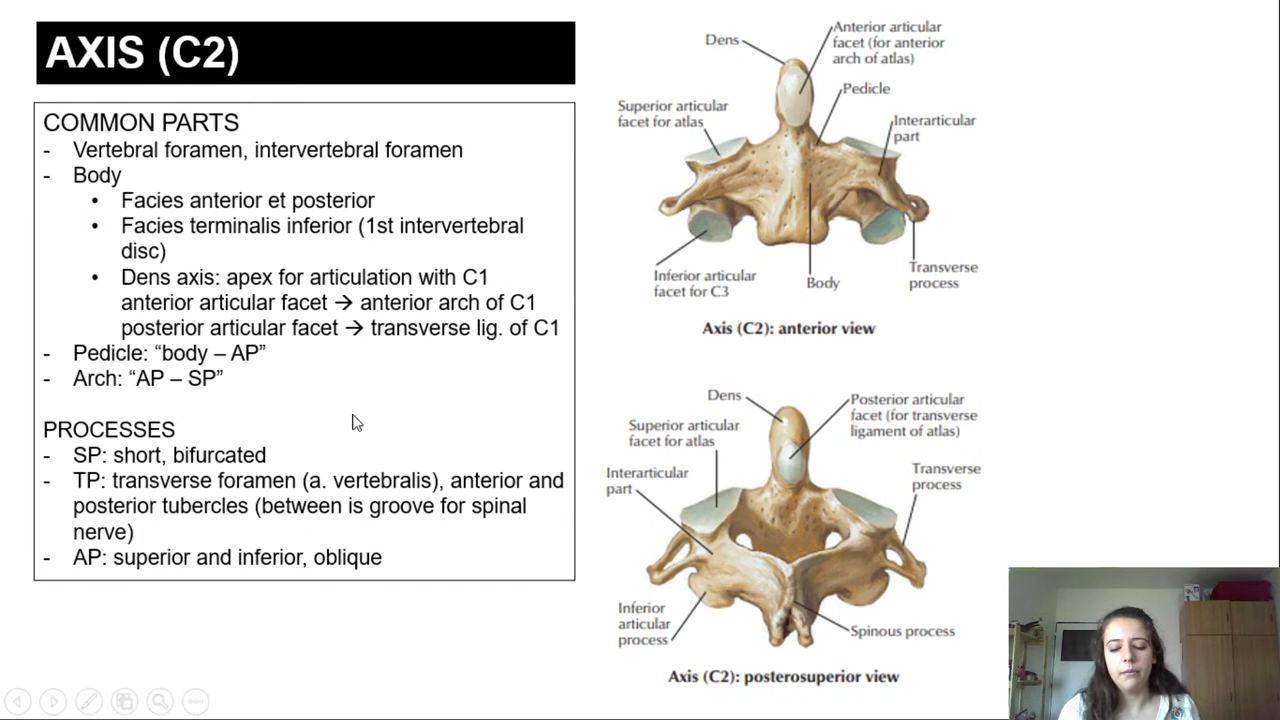 AXIS (C2)
COMMON PARTS
- Vertebral foramen, intervertebral foramen
- Body
• Facies anterior et posterior
• Facies terminalis inferior (1st intervertebral
disc)
• Dens axis: apex for articulation with C1
anterior articular facet → anterior arch of C1
posterior articular facet → transverse lig. of C1
- Pedicle: “body – AP”
- Arch: “AP – SP”
PROCESSES
- SP: short, bifurcated
- TP: transverse foramen (a. vertebralis), anterior and
posterior tubercles (between is groove for spinal
nerve)
- AP: superior and inferior, oblique
Dens
Anterior articular
facet (for anterior
arch of atlas)
Pedicle
Superior articular
facet for atlas
Interarticular
part
Inferior articular
facet for C3
Body
Transverse
process
Axis (C2): anterior view
Dens
Posterior articular
facet (for transverse
ligament of atlas)
Superior articular
facet for atlas
Interarticular
part
Transverse
process
Inferior
articular
process
Spinous process
Axis (C2): posterosuperior view